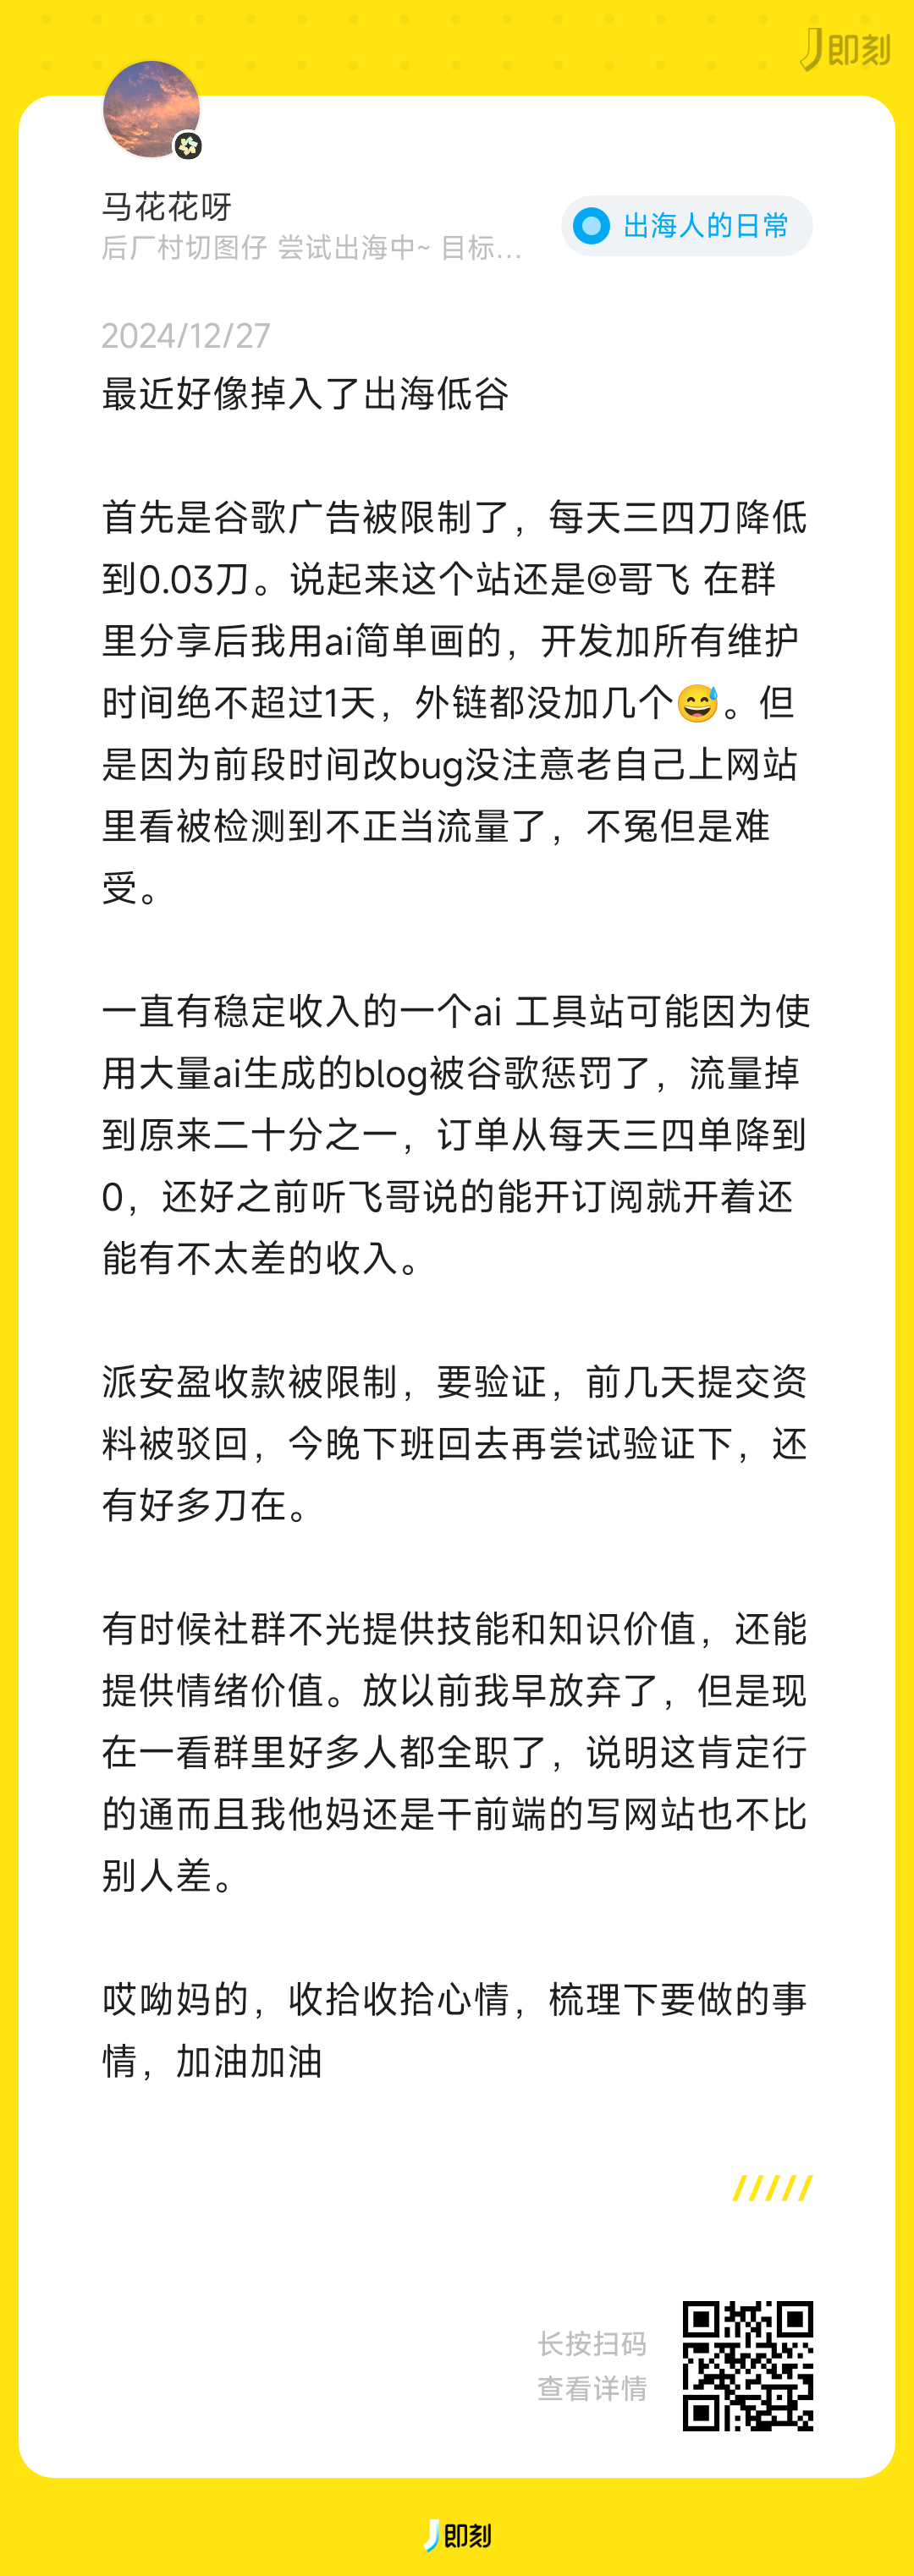 即刻
马花花呀
后厂村切图仔 尝试出海中~ 目标...
出海人的日常
2024/12/27
最近好像掉入了出海低谷
首先是谷歌广告被限制了，每天三四刀降低
到0.03刀。说起来这个站还是@哥飞 在群
里分享后我用ai简单画的，开发加所有维护
时间绝不超过1天，外链都没加几个😅。但
是因为前段时间改bug没注意老自己上网站
里看被检测到不正当流量了，不冤但是难
受。
一直有稳定收入的一个ai 工具站可能因为使
用大量ai生成的blog被谷歌惩罚了，流量掉
到原来二十分之一，订单从每天三四单降到
0，还好之前听飞哥说的能开订阅就开着还
能有不太差的收入。
派安盈收款被限制，要验证，前几天提交资
料被驳回，今晚下班回去再尝试验证下，还
有好多刀在。
有时候社群不光提供技能和知识价值，还能
提供情绪价值。放以前我早放弃了，但是现
在一看群里好多人都全职了，说明这肯定行
的通而且我他妈还是干前端的写网站也不比
别人差。
哎呦妈的，收拾收拾心情，梳理下要做的事
情，加油加油
长按扫码
查看详情
即刻